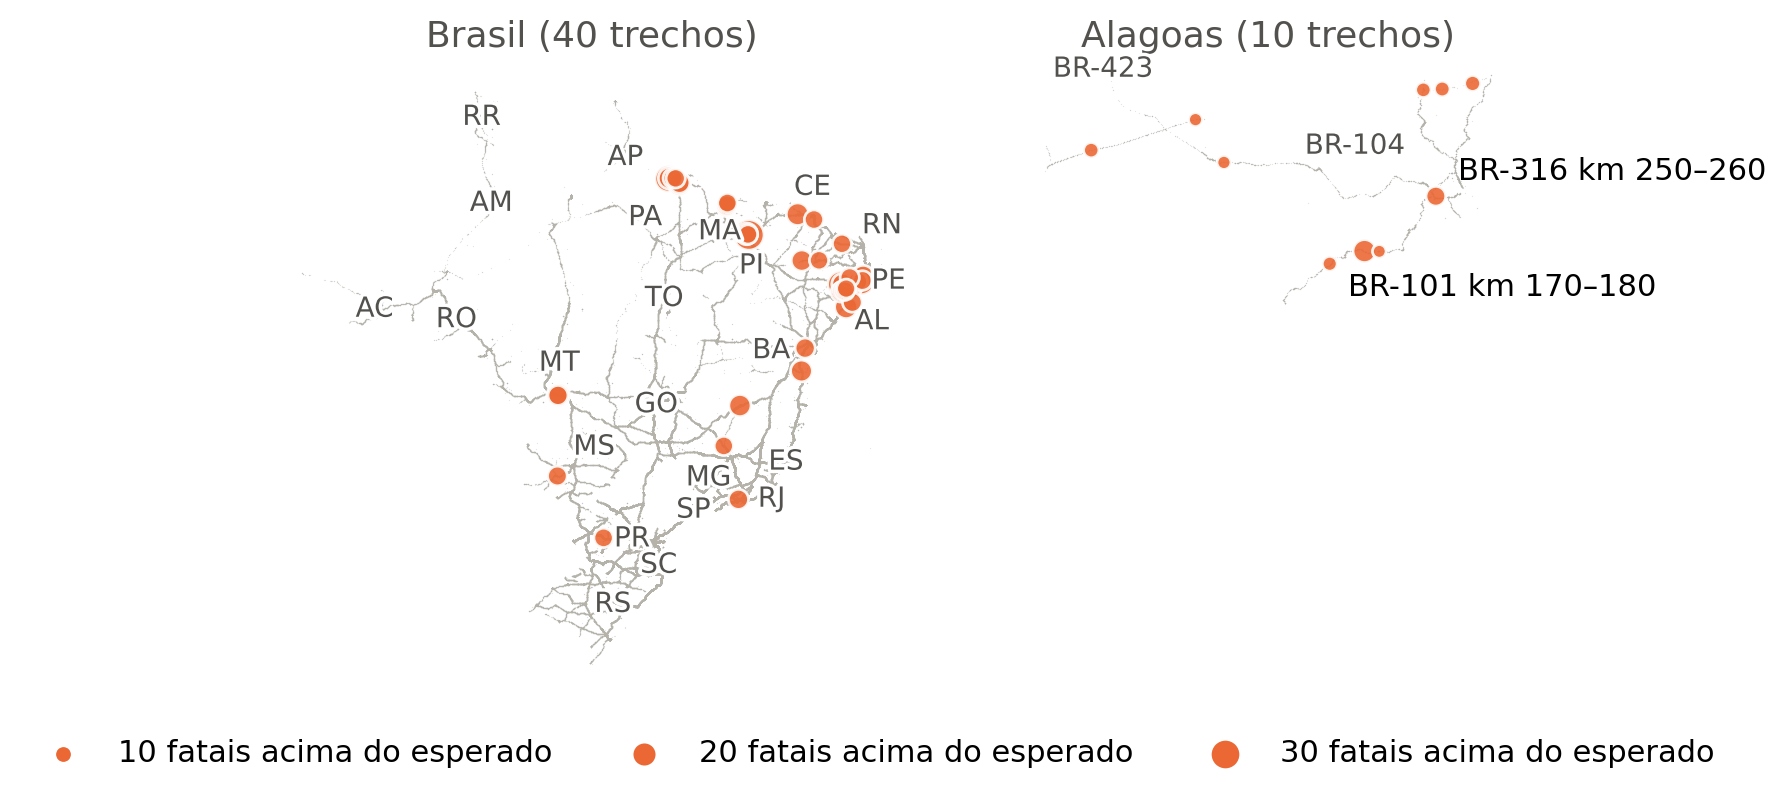 Brasil (40 trechos)
Alagoas (10 trechos)
BR-423
RR
AP
BR-104
BR-316 km 250–260
CE
AM
PA
MA
RN
PI
PE
BR-101 km 170–180
TO
AC
RO
AL
MT
BA
GO
MS
ES
MG
RJ
SP
PR
SC
RS
10 fatais acima do esperado
20 fatais acima do esperado
30 fatais acima do esperado